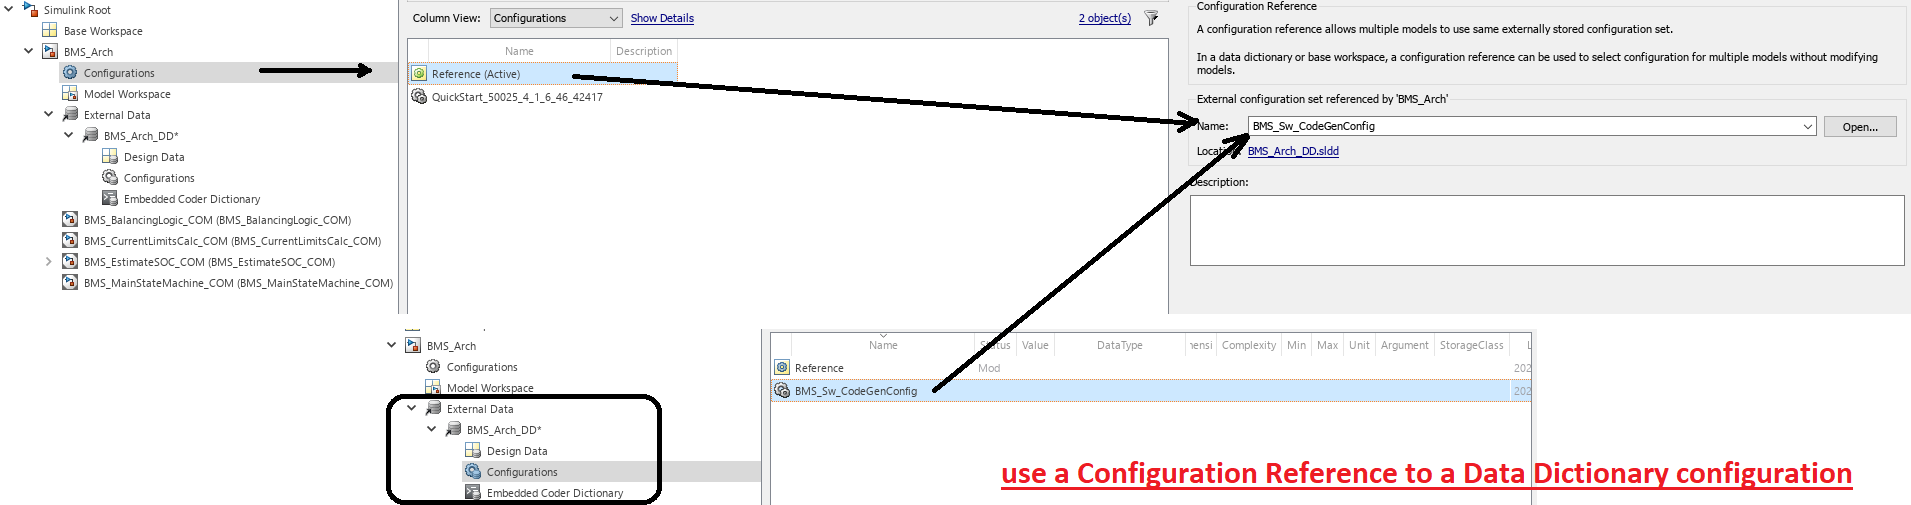 Simulink Root
Base Workspace
BMS_Arch
Configurations
Model Workspace
External Data
BMS_Arch_DD*
Design Data
Configurations
Embedded Coder Dictionary
BMS_BalancingLogic_COM (BMS_BalancingLogic_COM)
BMS_CurrentLimitsCalc_COM (BMS_CurrentLimitsCalc_COM)
BMS_EstimateSOC_COM (BMS_EstimateSOC_COM)
BMS_MainStateMachine_COM (BMS_MainStateMachine_COM)
Column View: Configurations Show Details 2 object(s)
Name Description
Reference (Active)
QuickStart_50025_4_1_6_46_42417
Configuration Reference
A configuration reference allows multiple models to use same externally stored configuration set.
In a data dictionary or base workspace, a configuration reference can be used to select configuration for multiple models without modifying
models.
External configuration set referenced by 'BMS_Arch'
Name: BMS_Sw_CodeGenConfig Open...
Location: BMS_Arch_DD.sldd
Description:
BMS_Arch
Configurations
Model Workspace
External Data
BMS_Arch_DD*
Design Data
Configurations
Embedded Coder Dictionary
Name Status Value DataType nensi Complexity Min Max Unit Argument StorageClass L
Reference Mod 202
BMS_Sw_CodeGenConfig 202
use a Configuration Reference to a Data Dictionary configuration